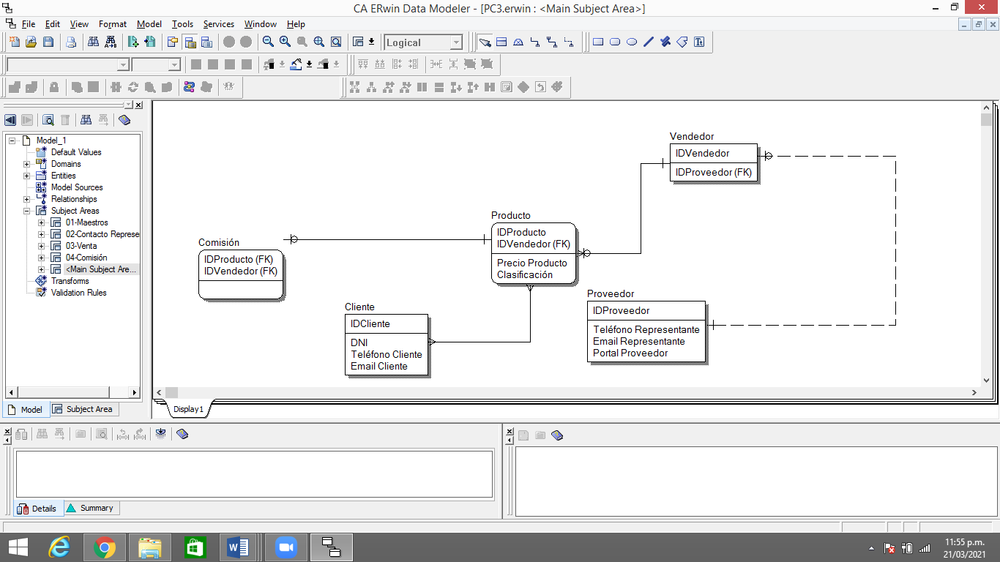 CA ERwin Data Modeler - [PC3.erwin : <Main Subject Area>]
File Edit View Format Model Tools Services Window Help
Logical
Model_1
Default Values
Domains
Entities
Model Sources
Relationships
Subject Areas
01-Maestros
02-Contacto Represe
03-Venta
04-Comisión
<Main Subject Are...
Transforms
Validation Rules
Model Subject Area
Vendedor
IDVendedor
IDProveedor (FK)
Producto
IDProducto
IDVendedor (FK)
Precio Producto
Clasificación
Comisión
IDProducto (FK)
IDVendedor (FK)
Proveedor
IDProveedor
Teléfono Representante
Email Representante
Portal Proveedor
Cliente
IDCliente
DNI
Teléfono Cliente
Email Cliente
Display1
Details Summary
11:55 p.m.
21/03/2021